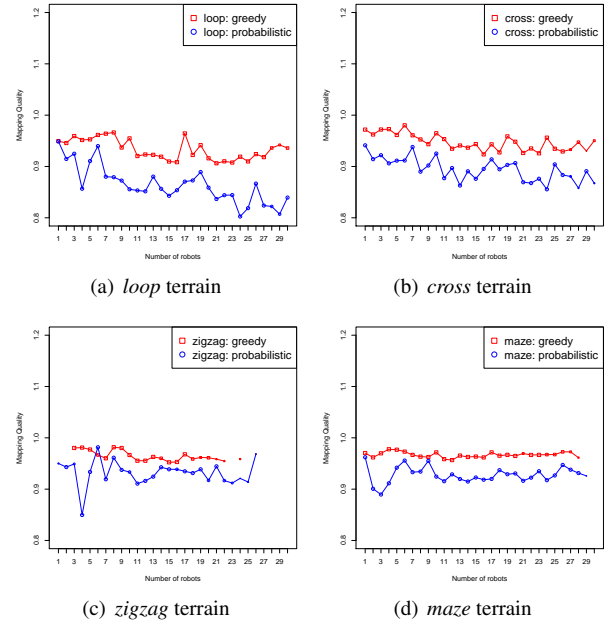 loop: greedy
loop: probabilistic
Mapping Quality
0.8 0.9 1.0 1.1 1.2
1 3 5 7 9 11 13 15 17 19 21 23 25 27 29
Number of robots
(a) loop terrain
cross: greedy
cross: probabilistic
Mapping Quality
0.8 0.9 1.0 1.1 1.2
1 3 5 7 9 11 13 15 17 19 21 23 25 27 29
Number of robots
(b) cross terrain
zigzag: greedy
zigzag: probabilistic
Mapping Quality
0.8 0.9 1.0 1.1 1.2
1 3 5 7 9 11 13 15 17 19 21 23 25 27 29
Number of robots
(c) zigzag terrain
maze: greedy
maze: probabilistic
Mapping Quality
0.8 0.9 1.0 1.1 1.2
1 3 5 7 9 11 13 15 17 19 21 23 25 27 29
Number of robots
(d) maze terrain